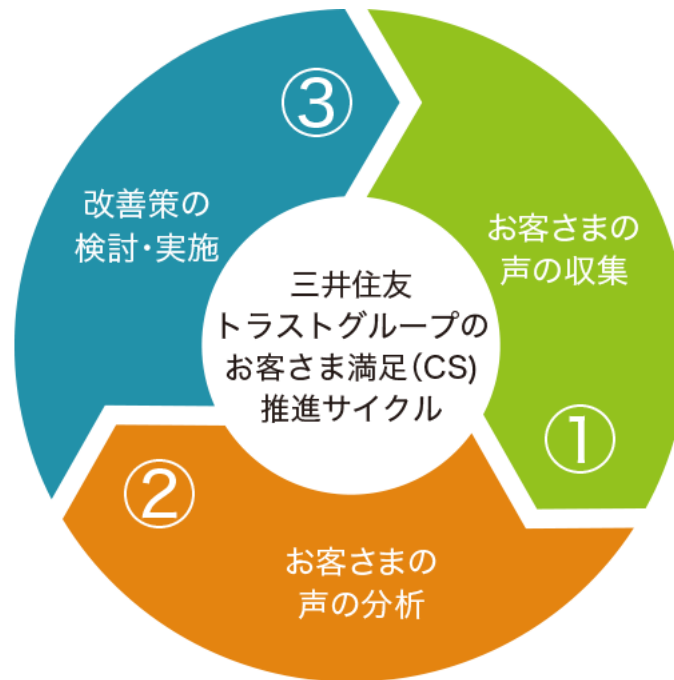 三井住友
トラストグループの
お客さま満足(CS)
推進サイクル
お客さまの
声の収集
①
②
お客さまの
声の分析
③
改善策の
検討・実施